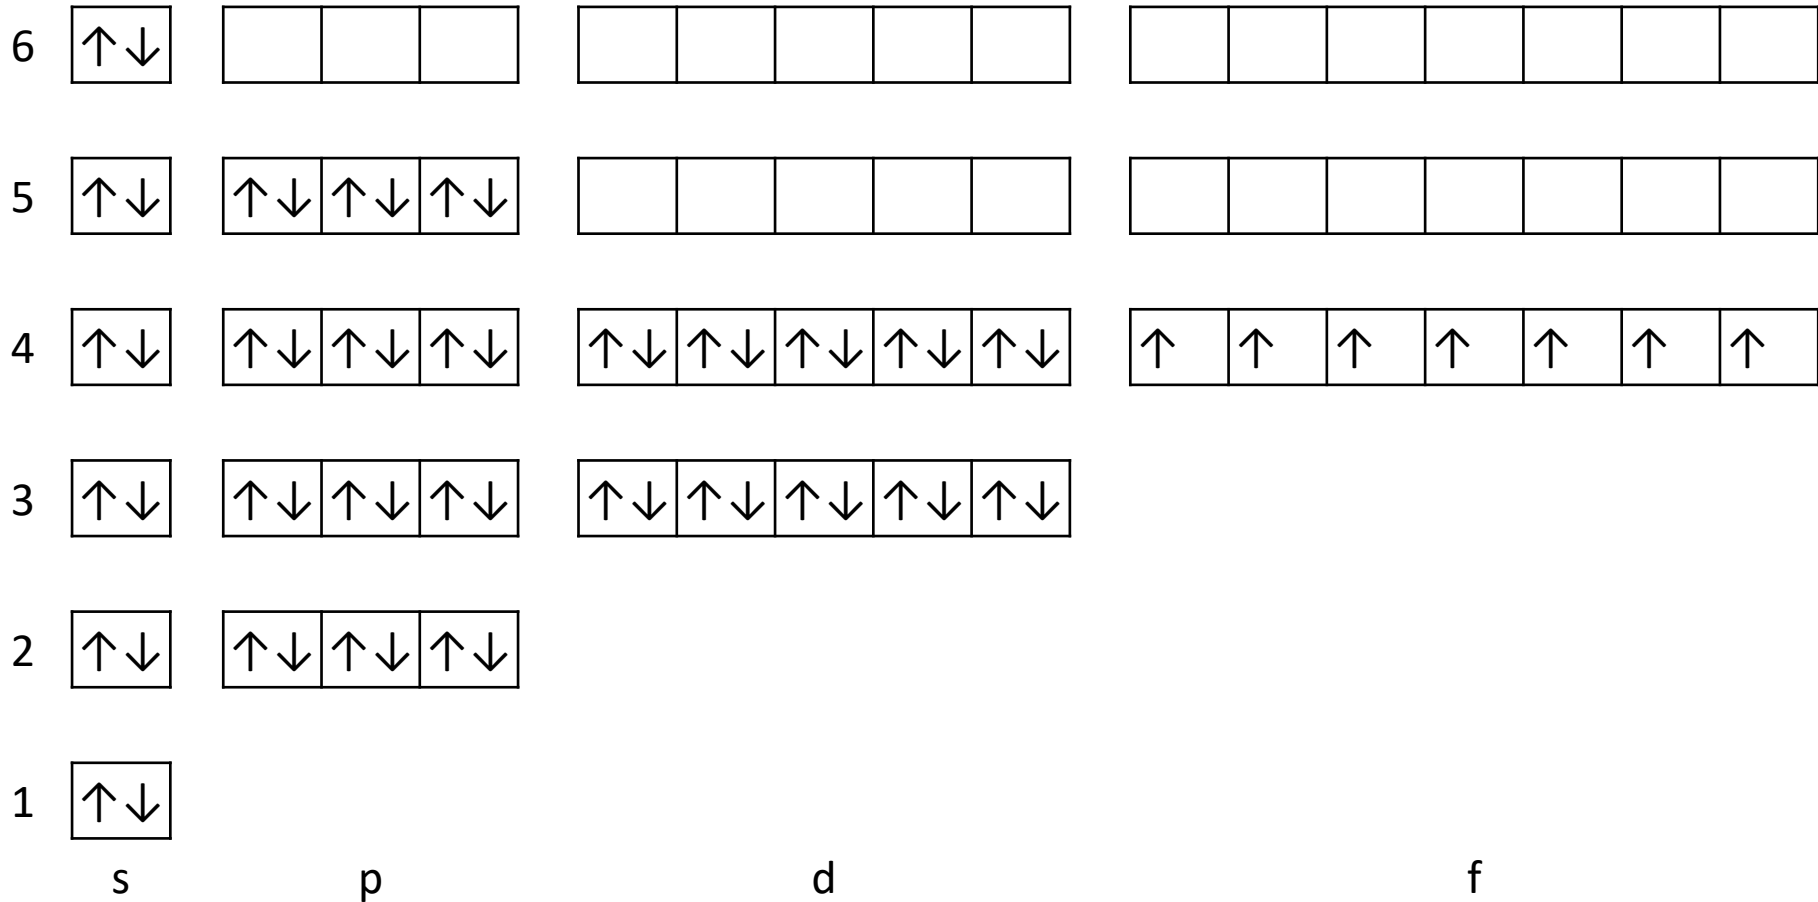 6 ↑↓
5 ↑↓ ↑↓ ↑↓ ↑↓
4 ↑↓ ↑↓ ↑↓ ↑↓ ↑↓ ↑↓ ↑↓ ↑↓ ↑↓ ↑ ↑ ↑ ↑ ↑ ↑ ↑
3 ↑↓ ↑↓ ↑↓ ↑↓ ↑↓ ↑↓ ↑↓ ↑↓ ↑↓
2 ↑↓ ↑↓ ↑↓ ↑↓
1 ↑↓
s p d f